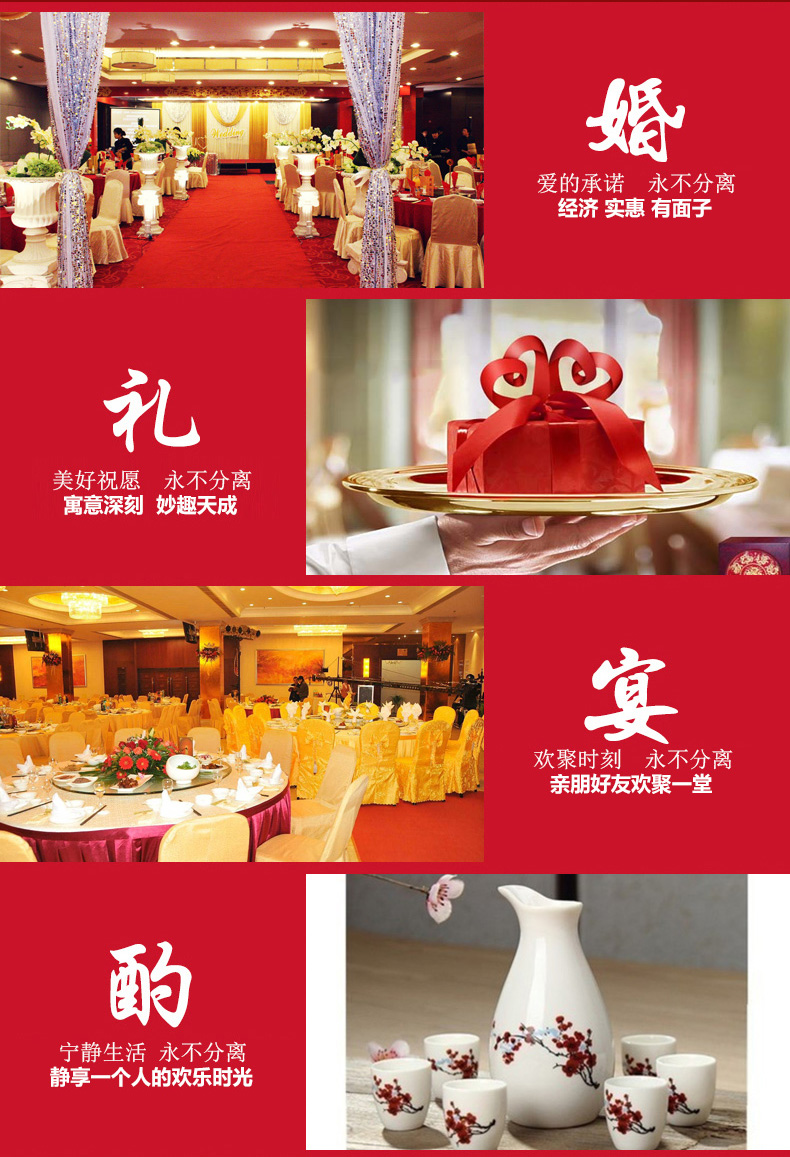 Wedding
婚
爱的承诺 永不分离
经济 实惠 有面子
礼
美好祝愿 永不分离
寓意深刻 妙趣天成
宴
欢聚时刻 永不分离
亲朋好友欢聚一堂
酌
宁静生活 永不分离
静享一个人的欢乐时光